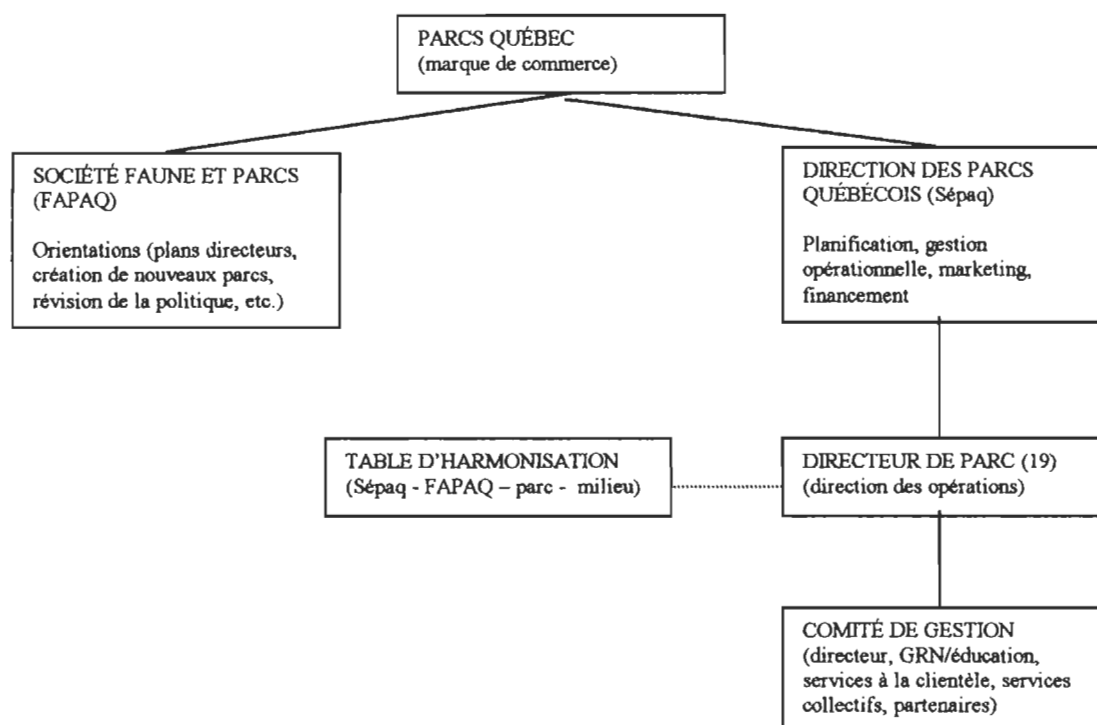 PARCS QUÉBEC
(marque de commerce)
SOCIÉTÉ FAUNE ET PARCS
(FAPAQ)
Orientations (plans directeurs,
création de nouveaux parcs,
révision de la politique, etc.)
DIRECTION DES PARCS
QUÉBÉCOIS (Sépaq)
Planification, gestion
opérationnelle, marketing,
financement
TABLE D'HARMONISATION
(Sépaq - FAPAQ – parc - milieu)
DIRECTEUR DE PARC (19)
(direction des opérations)
COMITÉ DE GESTION
(directeur, GRN/éducation,
services à la clientèle, services
collectifs, partenaires)